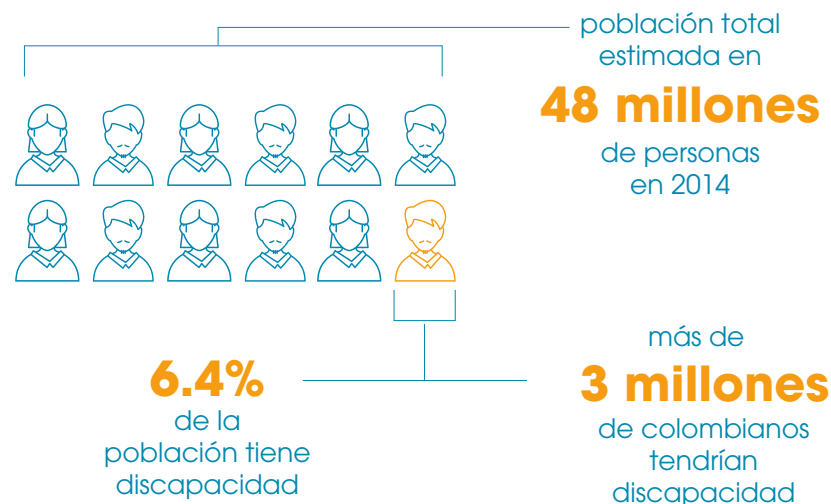 población total
estimada en
48 millones
de personas
en 2014
6.4%
de la
población tiene
discapacidad
más de
3 millones
de colombianos
tendrían
discapacidad